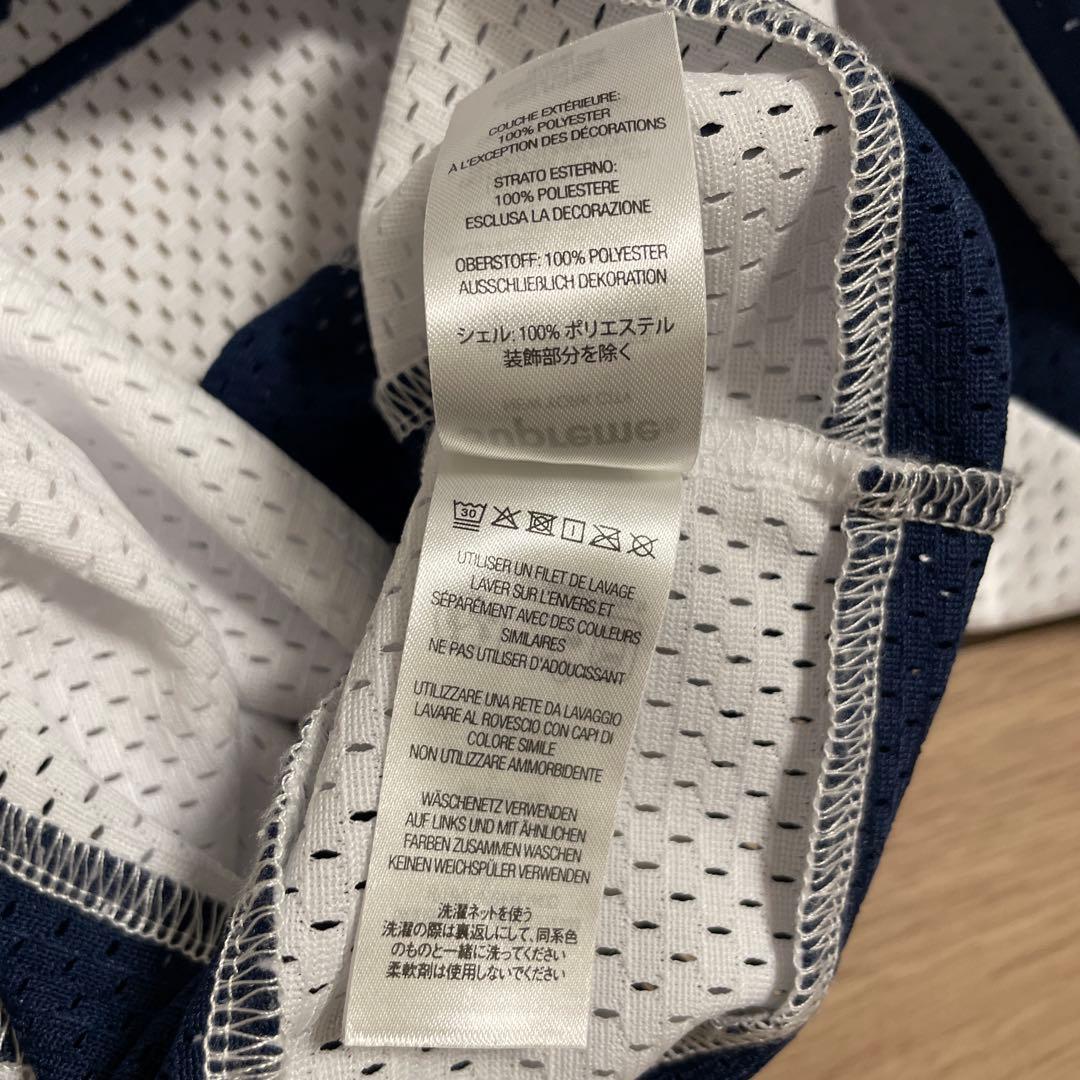 COUCHE EXTÉRIEURE:
100% POLYESTER
A L'EXCEPTION DES DÉCORATIONS
STRATO ESTERNO:
100% POLIESTERE
ESCLUSA LA DECORAZIONE
OBERSTOFF: 100% POLYESTER
AUSSCHLIEßLICH DEKORATION
シェル: 100% ポリエステル
装飾部分を除く
Supreme
30
UTILISER UN FILET DE LAVAGE
LAVER SUR L'ENVERS ET
SÉPARÉMENT AVEC DES COULEURS
SIMILAIRES
NE PAS UTILISER D'ADOUCISSANT
UTILIZZARE UNA RETE DA LAVAGGIO
LAVARE AL ROVESCIO CON CAPI DI
COLORE SIMILE
NON UTILIZZARE AMMORBIDENTE
WÄSCHENETZ VERWENDEN
AUF LINKS UND MIT ÄHNLICHEN
FARBEN ZUSAMMEN WASCHEN
KEINEN WEICHSPÜLER VERWENDEN
洗濯ネットを使う
洗濯の際は裏返しにして、同系色
のものと一緒に洗ってください
柔軟剤は使用しないでください